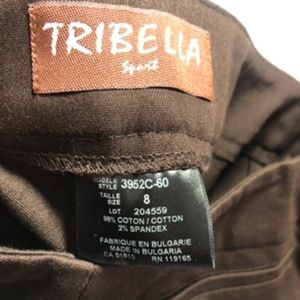 TRIBELLA
Sport
MODÈLE
STYLE 3952C-60
TAILLE
SIZE 8
LOT 204559
98% COTON / COTTON
2% SPANDEX
FABRIQUE EN BULGARIE
MADE IN BULGARIA
CA 51910 RN 119165